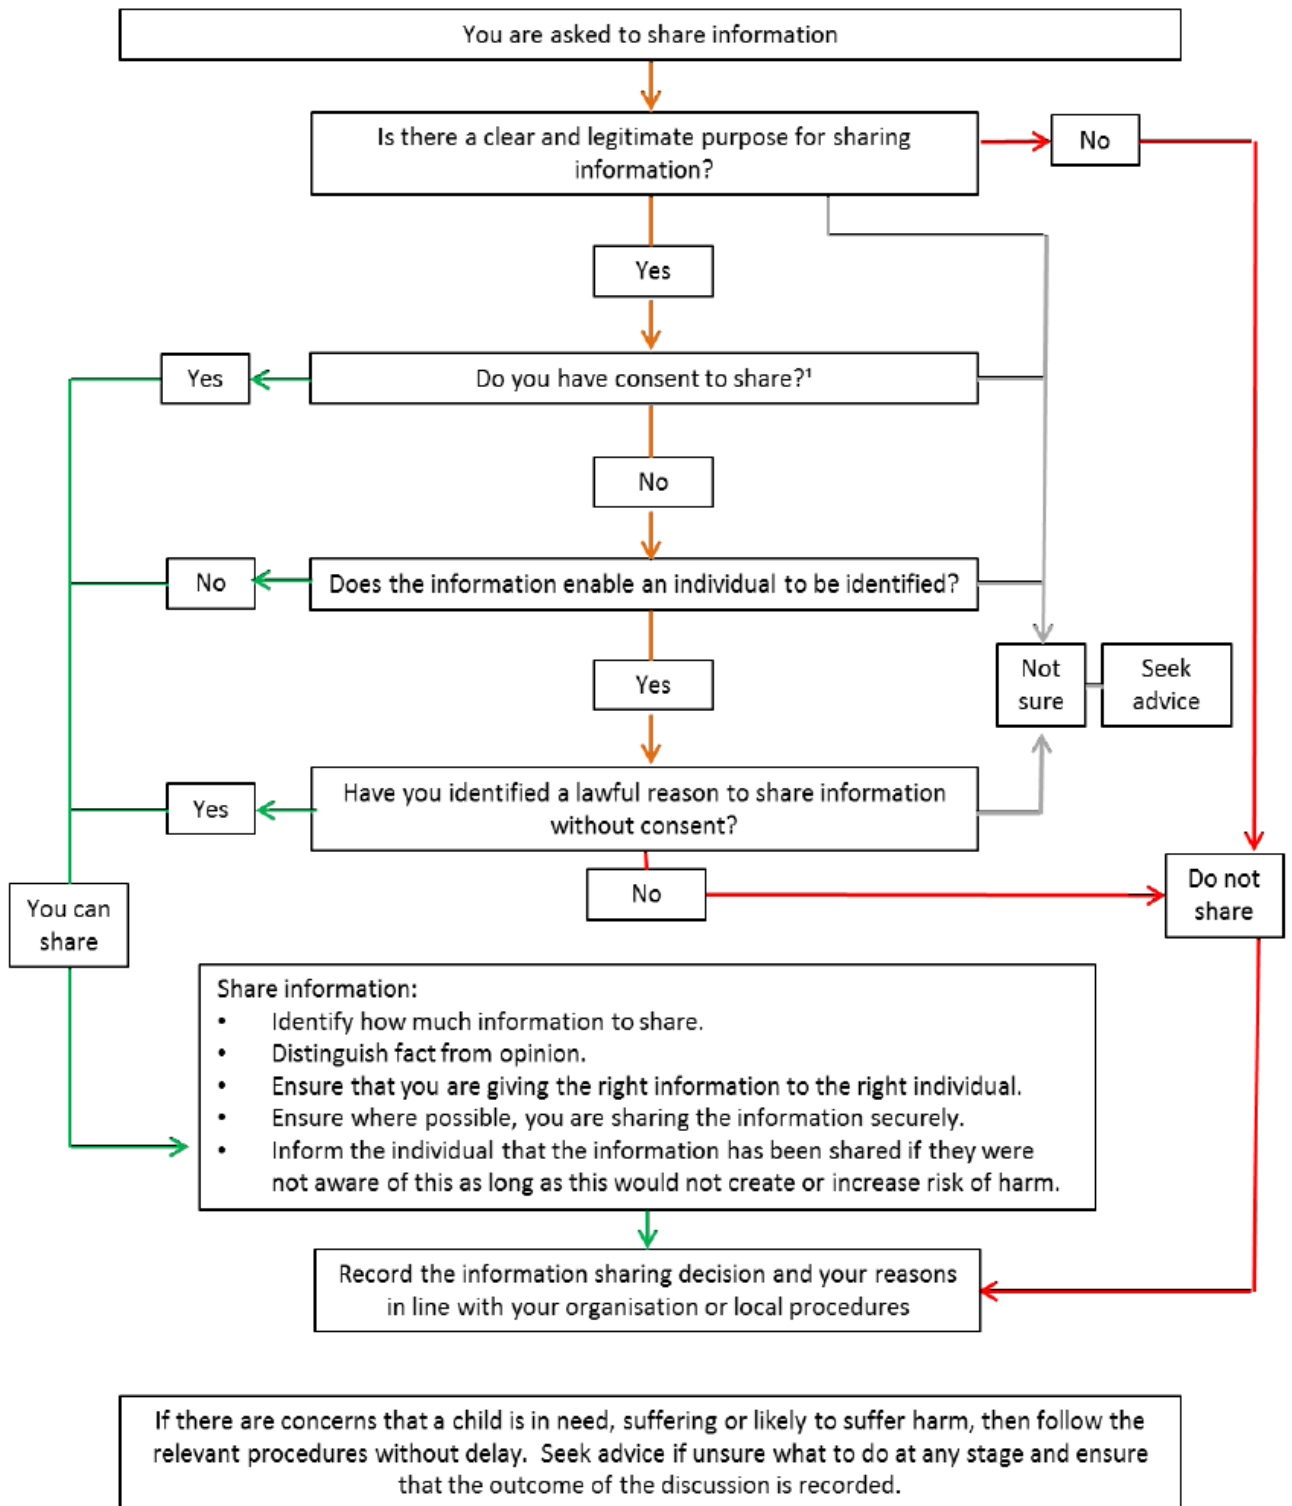 You are asked to share information
Is there a clear and legitimate purpose for sharing
information?
No
Yes
Yes
Do you have consent to share?¹
No
No
Does the information enable an individual to be identified?
Yes
Not
sure
Seek
advice
Yes
Have you identified a lawful reason to share information
without consent?
No
Do not
share
You can
share
Share information:
• Identify how much information to share.
• Distinguish fact from opinion.
• Ensure that you are giving the right information to the right individual.
• Ensure where possible, you are sharing the information securely.
• Inform the individual that the information has been shared if they were
not aware of this as long as this would not create or increase risk of harm.
Record the information sharing decision and your reasons
in line with your organisation or local procedures
If there are concerns that a child is in need, suffering or likely to suffer harm, then follow the
relevant procedures without delay. Seek advice if unsure what to do at any stage and ensure
that the outcome of the discussion is recorded.